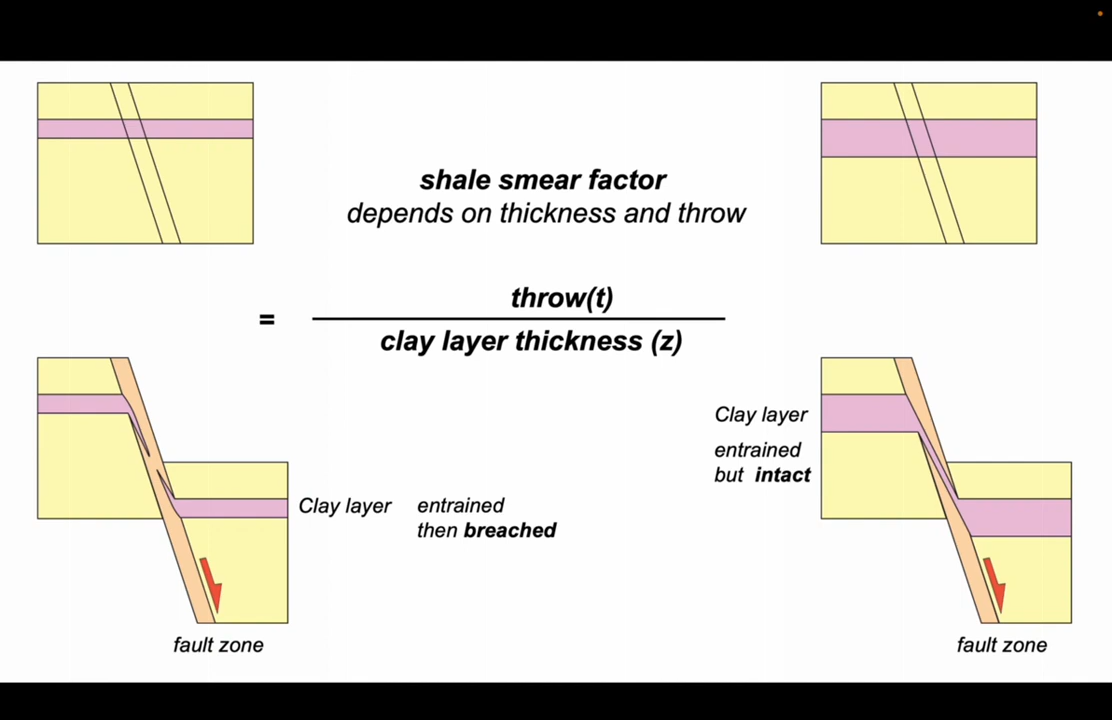 shale smear factor
depends on thickness and throw
=
throw(t)
clay layer thickness (z)
Clay layer
entrained
but intact
Clay layer entrained
then breached
fault zone
fault zone